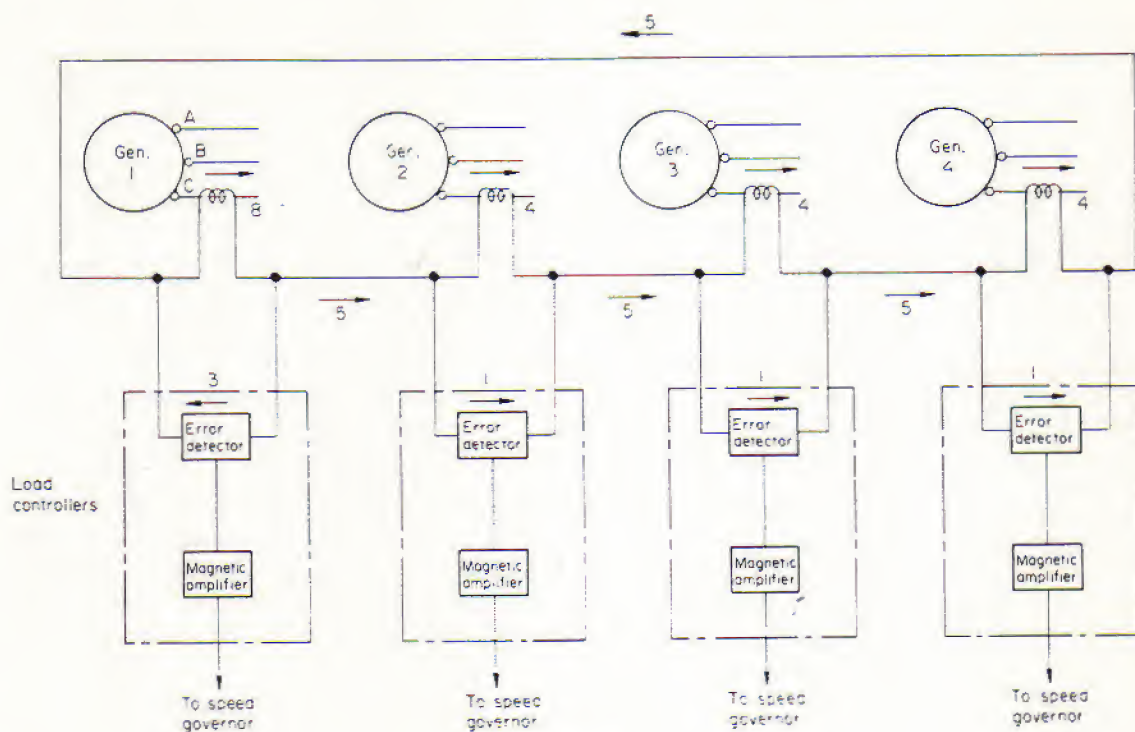 5
A
B
C
Gen.
1
8
Gen.
2
4
Gen.
3
4
Gen.
4
4
5
5
5
3
Error
detector
1
Error
detector
1
Error
detector
1
Error
detector
Load
controllers
Magnetic
amplifier
Magnetic
amplifier
Magnetic
amplifier
Magnetic
amplifier
To speed
governor
To speed
governor
To speed
governor
To speed
governor